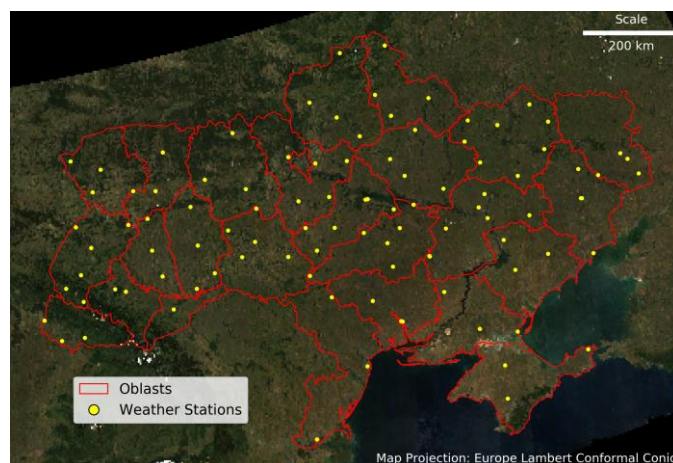 Scale
200 km
Oblasts
Weather Stations
Map Projection: Europe Lambert Conformal Conic